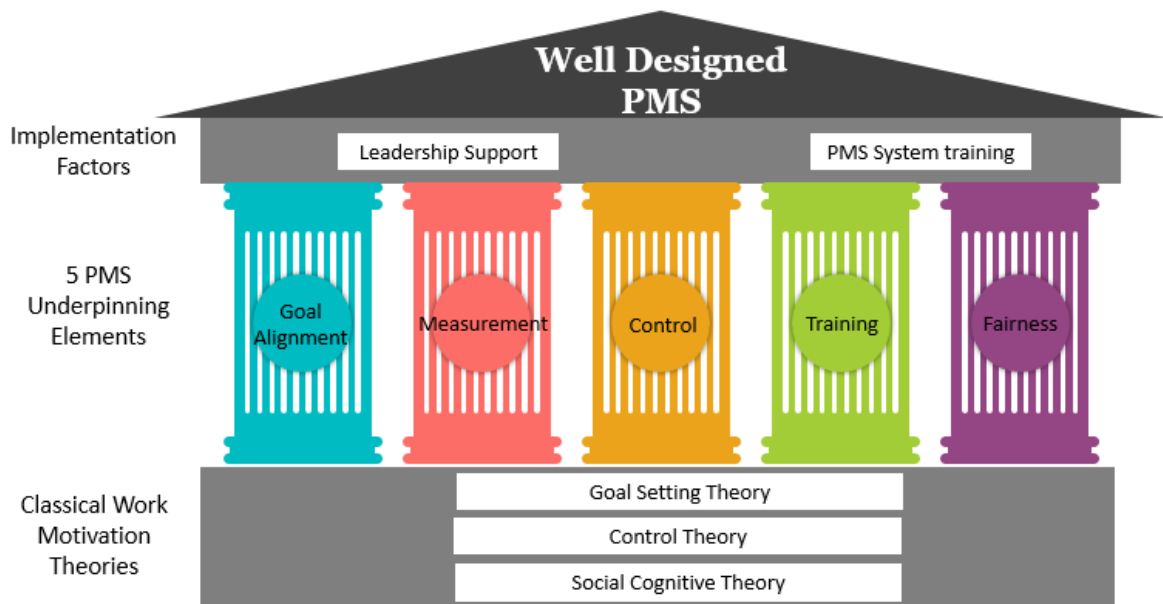 Well Designed
PMS
Implementation
Factors
Leadership Support
PMS System training
5 PMS
Underpinning
Elements
Goal
Alignment
Measurement
Control
Training
Fairness
Classical Work
Motivation
Theories
Goal Setting Theory
Control Theory
Social Cognitive Theory